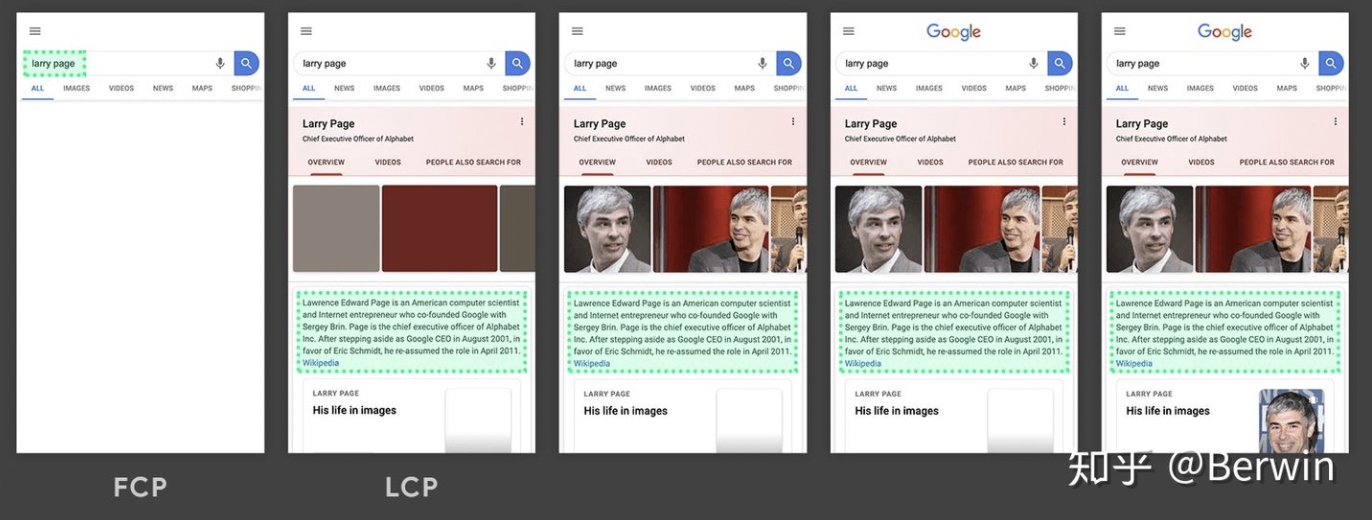 larry page
ALL IMAGES VIDEOS NEWS MAPS SHOPPIN
FCP
larry page
ALL NEWS IMAGES VIDEOS MAPS SHOPPIN
Larry Page
Chief Executive Officer of Alphabet
OVERVIEW VIDEOS PEOPLE ALSO SEARCH FOR
Lawrence Edward Page is an American computer scientist
and Internet entrepreneur who co-founded Google with
Sergey Brin. Page is the chief executive officer of Alphabet
Inc. After stepping aside as Google CEO in August 2001, in
favor of Eric Schmidt, he re-assumed the role in April 2011.
Wikipedia
LARRY PAGE
His life in images
LCP
larry page
ALL NEWS IMAGES VIDEOS MAPS SHOPPIN
Larry Page
Chief Executive Officer of Alphabet
OVERVIEW VIDEOS PEOPLE ALSO SEARCH FOR
Lawrence Edward Page is an American computer scientist
and Internet entrepreneur who co-founded Google with
Sergey Brin. Page is the chief executive officer of Alphabet
Inc. After stepping aside as Google CEO in August 2001, in
favor of Eric Schmidt, he re-assumed the role in April 2011.
Wikipedia
LARRY PAGE
His life in images
Google
larry page
ALL NEWS IMAGES VIDEOS MAPS SHOPPIN
Larry Page
Chief Executive Officer of Alphabet
OVERVIEW VIDEOS PEOPLE ALSO SEARCH FOR
Lawrence Edward Page is an American computer scientist
and Internet entrepreneur who co-founded Google with
Sergey Brin. Page is the chief executive officer of Alphabet
Inc. After stepping aside as Google CEO in August 2001, in
favor of Eric Schmidt, he re-assumed the role in April 2011.
Wikipedia
LARRY PAGE
His life in images
Google
larry page
ALL NEWS IMAGES VIDEOS MAPS SHOPPIN
Larry Page
Chief Executive Officer of Alphabet
OVERVIEW VIDEOS PEOPLE ALSO SEARCH FOR
Lawrence Edward Page is an American computer scientist
and Internet entrepreneur who co-founded Google with
Sergey Brin. Page is the chief executive officer of Alphabet
Inc. After stepping aside as Google CEO in August 2001, in
favor of Eric Schmidt, he re-assumed the role in April 2011.
Wikipedia
LARRY PAGE
His life in images
知乎 @Berwin